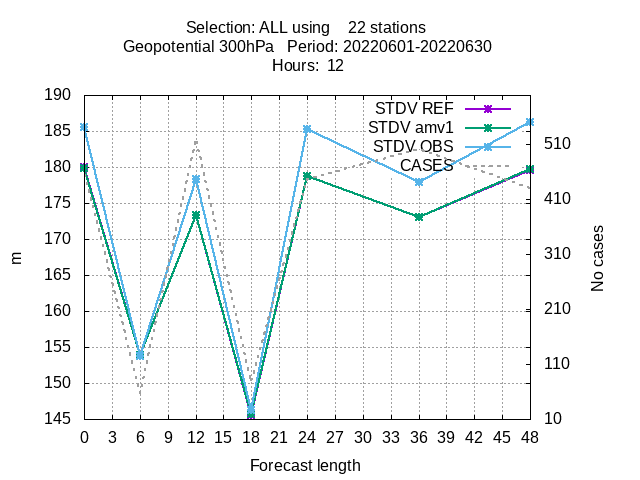 Selection: ALL using    22 stations
Geopotential 300hPa   Period: 20220601-20220630
Hours:  12
190
185
180
175
170
165
160
155
150
145
m
STDV REF
STDV amv1
STDV OBS
CASES
510
410
310
210
110
10
No cases
0 3 6 9 12 15 18 21 24 27 30 33 36 39 42 45 48
Forecast length